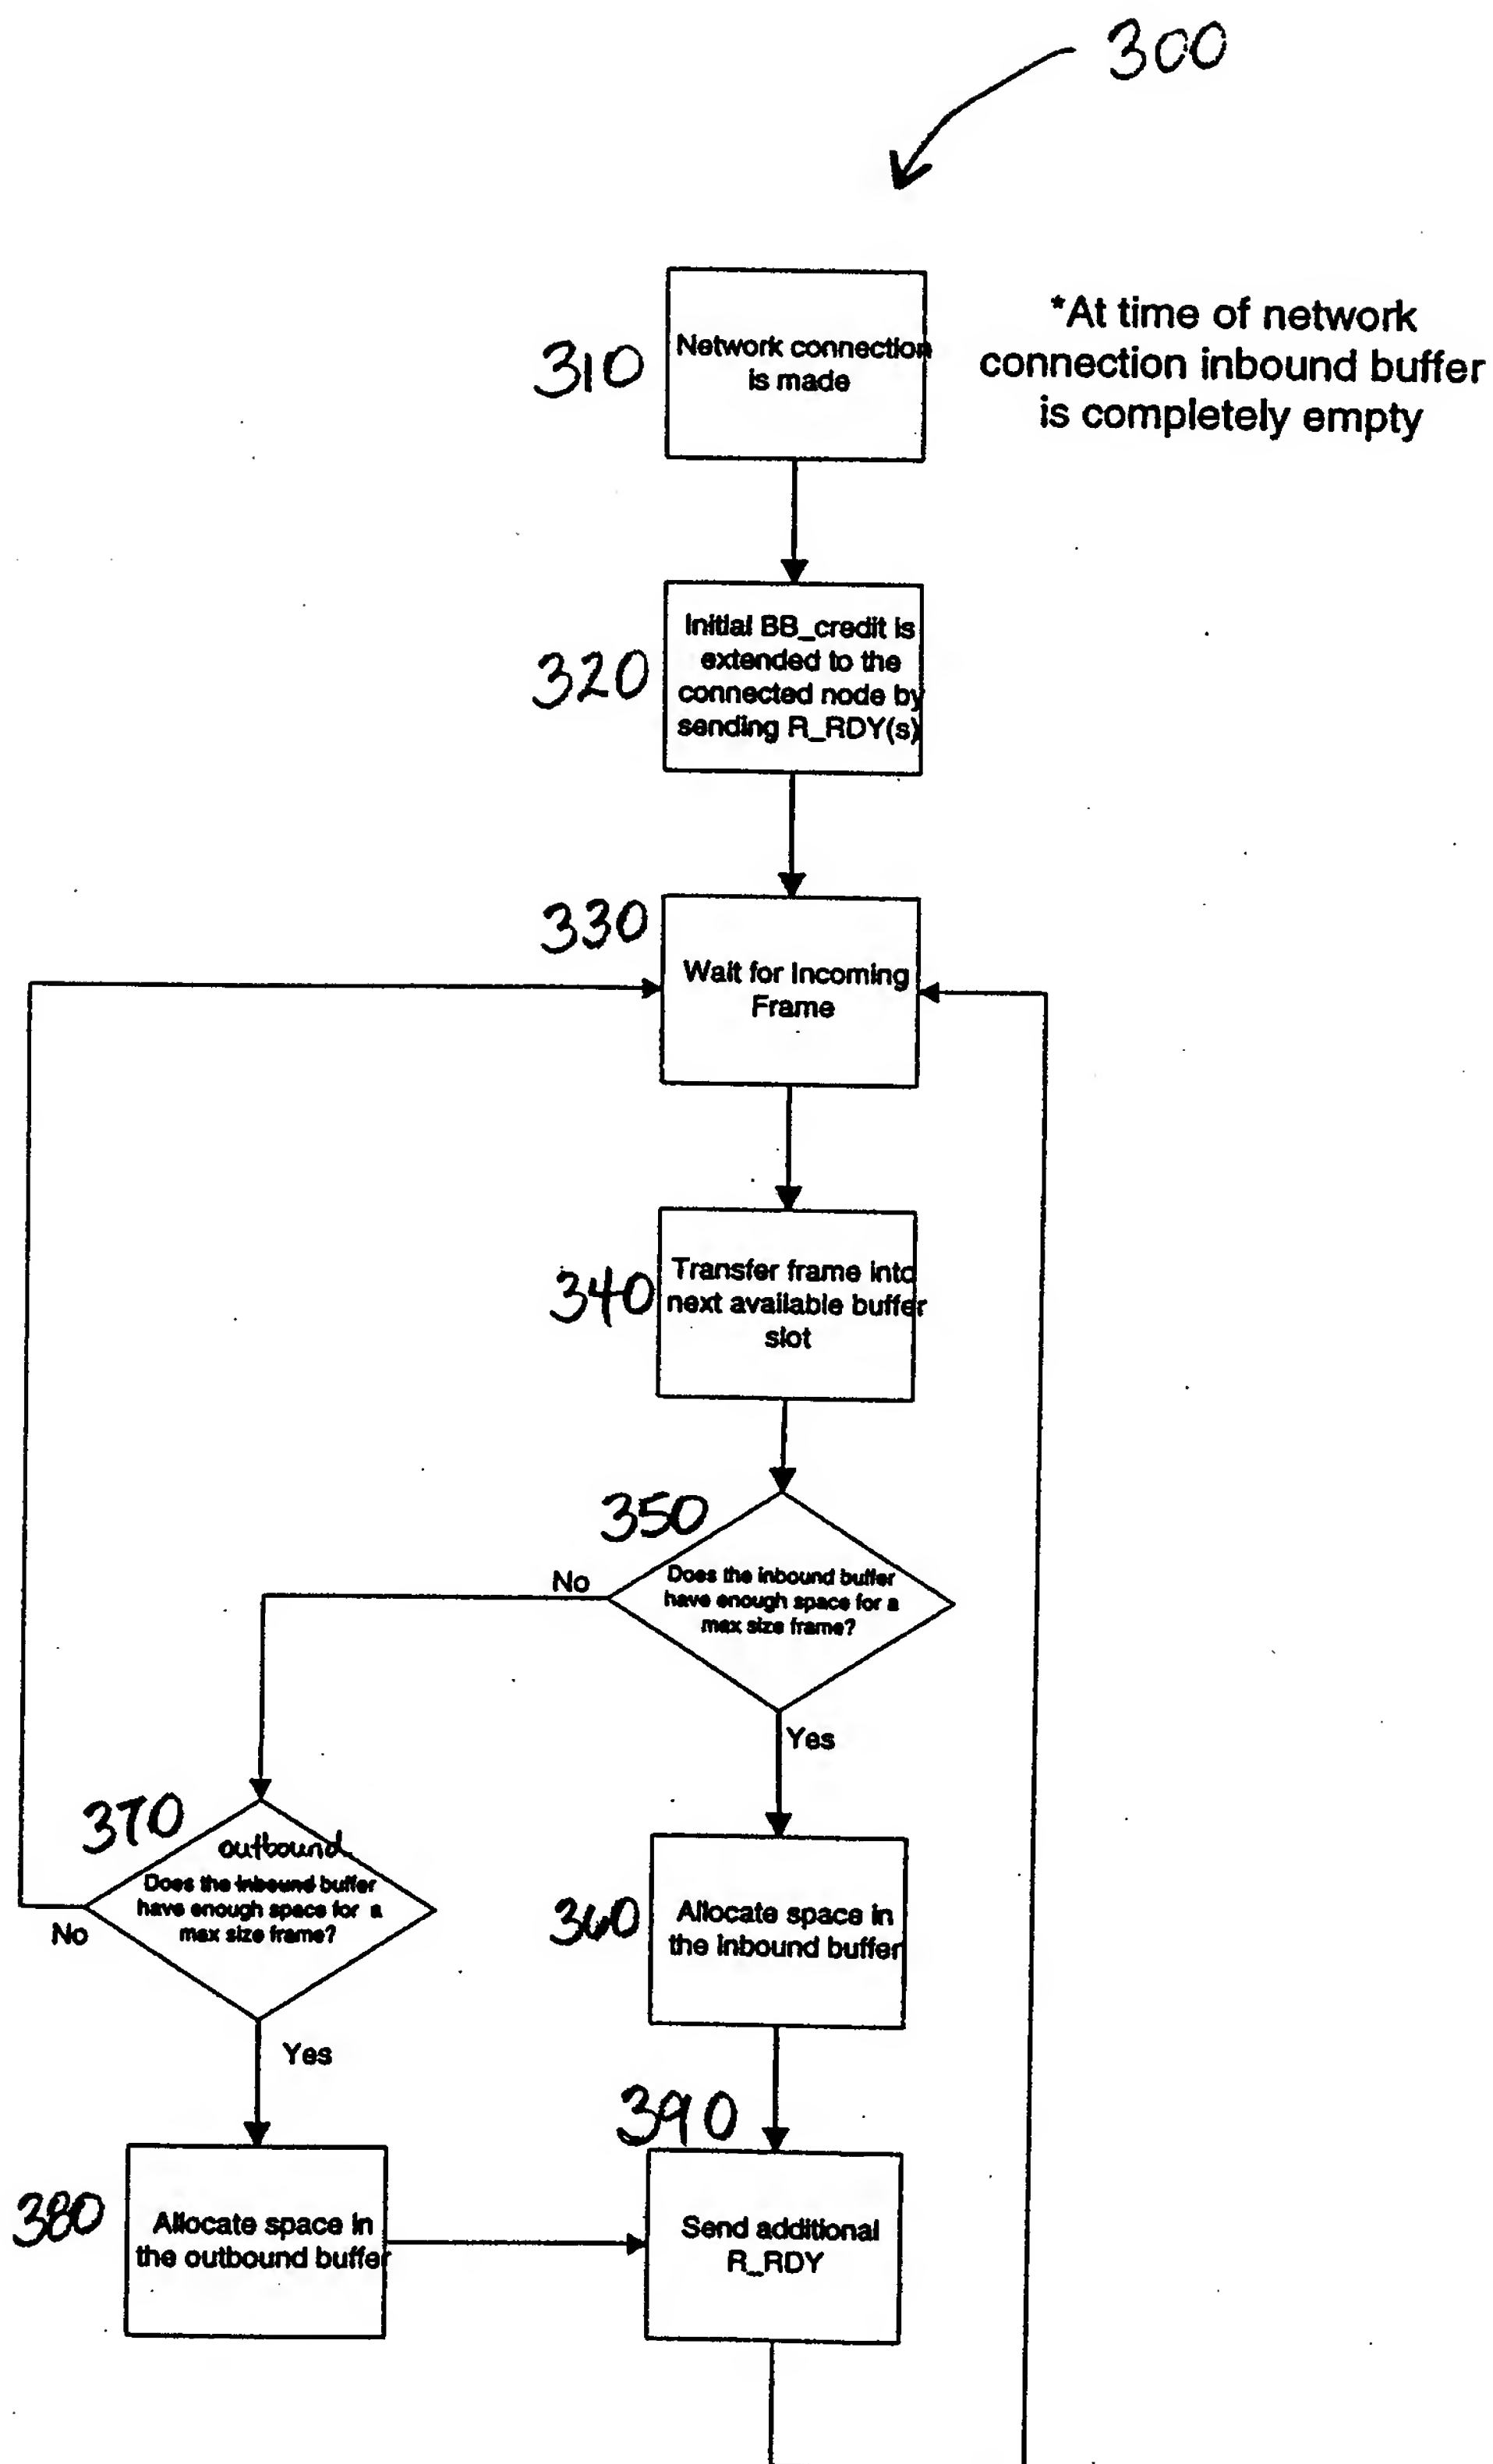 300
310
Network connection
is made
*At time of network
connection inbound buffer
is completely empty
320
Initial BB_credit is
extended to the
connected node by
sending R_RDY(s)
330
Wait for Incoming
Frame
340
Transfer frame into
next available buffer
slot
350
Does the inbound buffer
have enough space for a
max size frame?
No
Yes
370
outbound
Does the inbound buffer
have enough space for a
max size frame?
No
Yes
360
Allocate space in
the inbound buffer
380
Allocate space in
the outbound buffer
390
Send additional
R_RDY